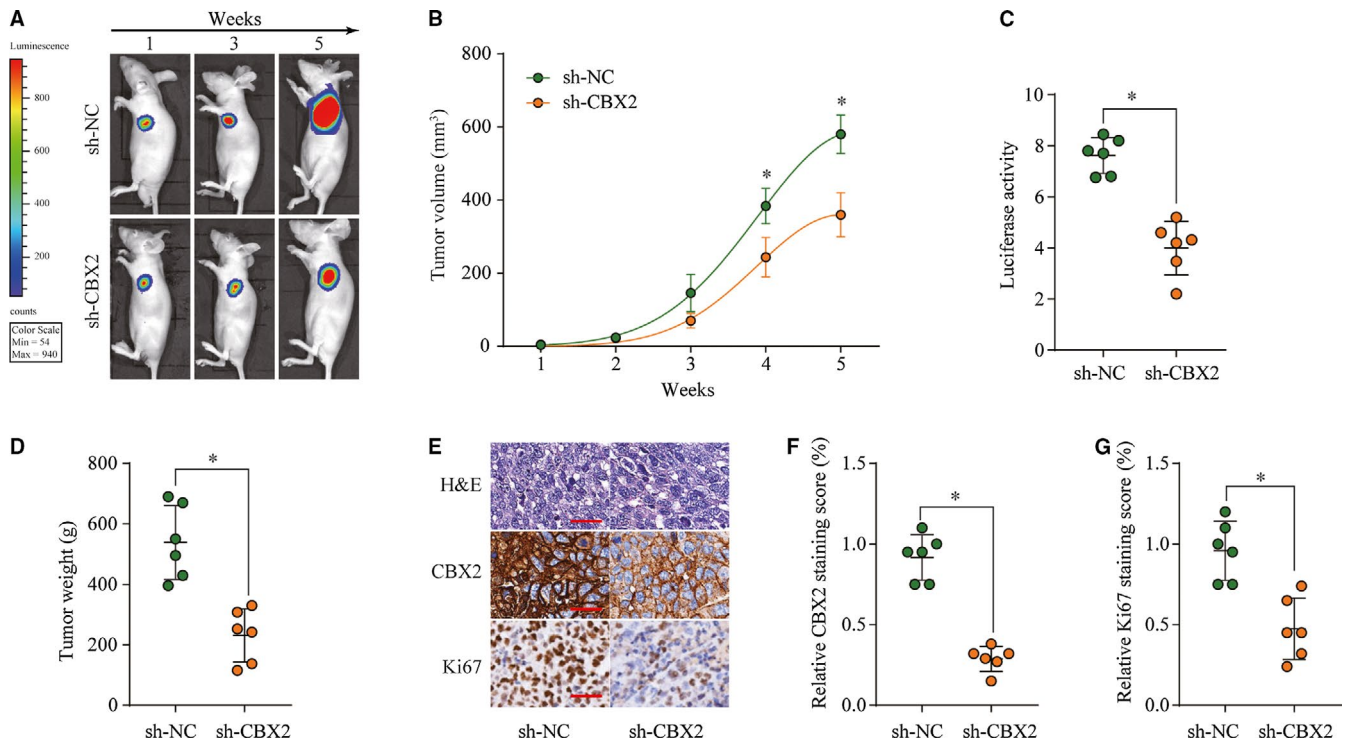 A
Weeks
1 3 5
Luminescence
800
600
400
200
counts
Color Scale
Min = 54
Max = 940
sh-NC
sh-CBX2
B
Tumor volume (mm³)
800
600
400
200
0
sh-NC
sh-CBX2
*
*
1 2 3 4 5
Weeks
C
Luciferase activity
10
8
6
4
2
0
*
sh-NC sh-CBX2
D
Tumor weight (g)
800
600
400
200
0
*
sh-NC sh-CBX2
E
H&E
CBX2
Ki67
sh-NC sh-CBX2
F
Relative CBX2 staining score (%)
1.5
1.0
0.5
0.0
*
sh-NC sh-CBX2
G
Relative Ki67 staining score (%)
1.5
1.0
0.5
0.0
*
sh-NC sh-CBX2